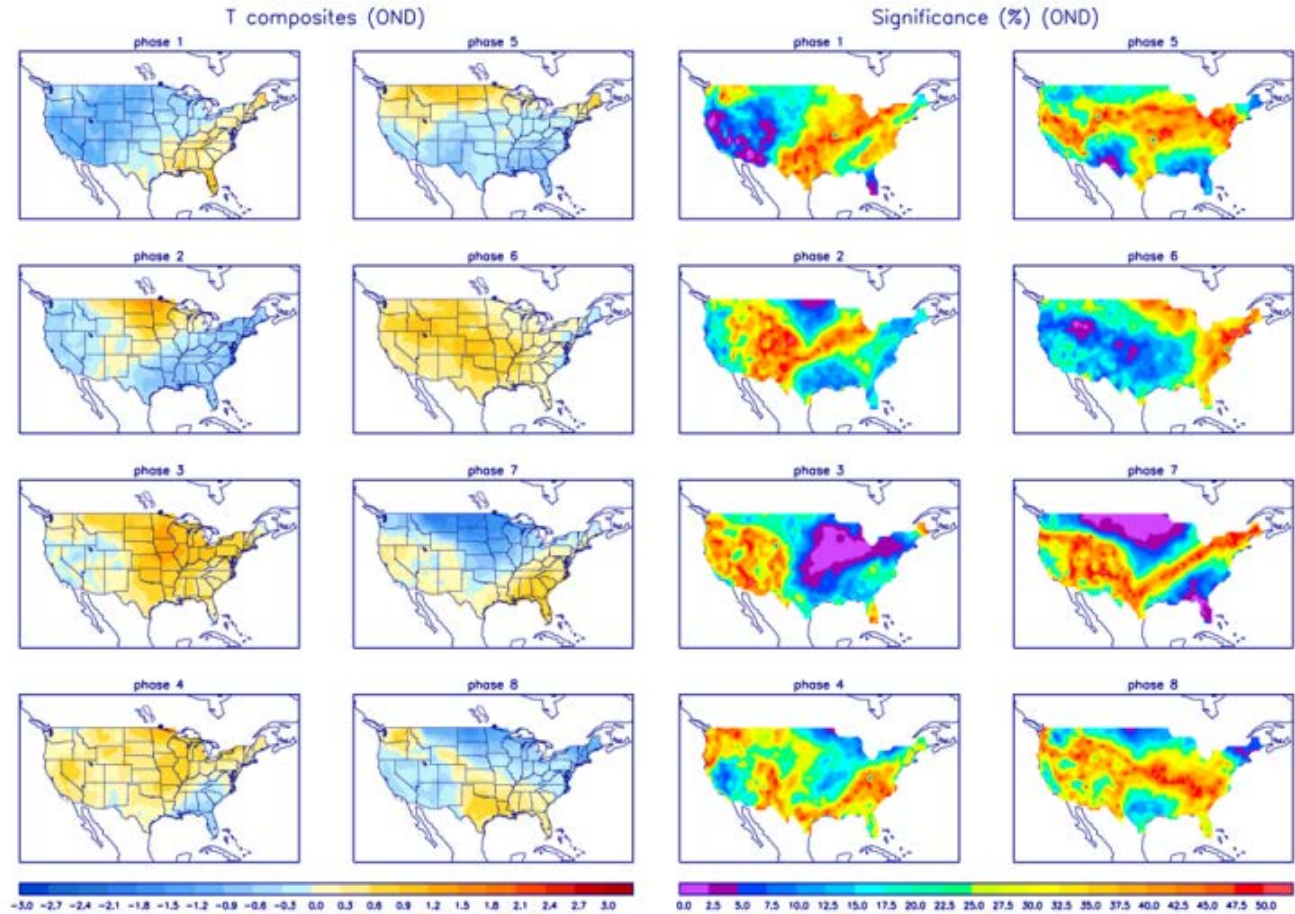 T composites (OND) Significance (%) (OND)
phase 1 phase 5 phase 1 phase 5
phase 2 phase 6 phase 2 phase 6
phase 3 phase 7 phase 3 phase 7
phase 4 phase 8 phase 4 phase 8
-3.0 -2.7 -2.4 -2.1 -1.8 -1.5 -1.2 -0.9 -0.6 -0.3 0.0 0.3 0.6 0.9 1.2 1.5 1.8 2.1 2.4 2.7 3.0 0.0 2.5 5.0 7.5 10.0 12.5 15.0 17.5 20.0 22.5 25.0 27.5 30.0 32.5 35.0 37.5 40.0 42.5 45.0 47.5 50.0